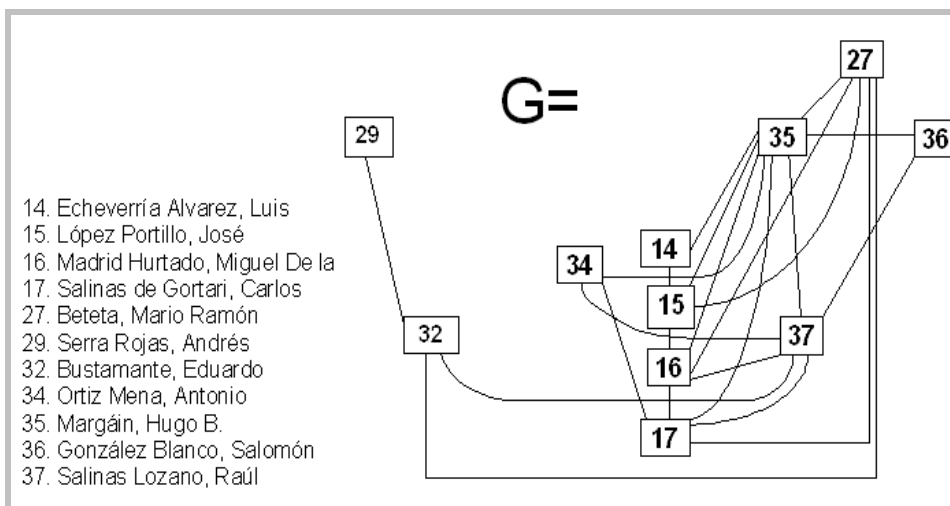 27
G=
29
35
36
14. Echeverría Alvarez, Luis
15. López Portillo, José
16. Madrid Hurtado, Miguel De la
17. Salinas de Gortari, Carlos
27. Beteta, Mario Ramón
29. Serra Rojas, Andrés
32. Bustamante, Eduardo
34. Ortiz Mena, Antonio
35. Margáin, Hugo B.
36. González Blanco, Salomón
37. Salinas Lozano, Raúl
14
34
15
32
37
16
17